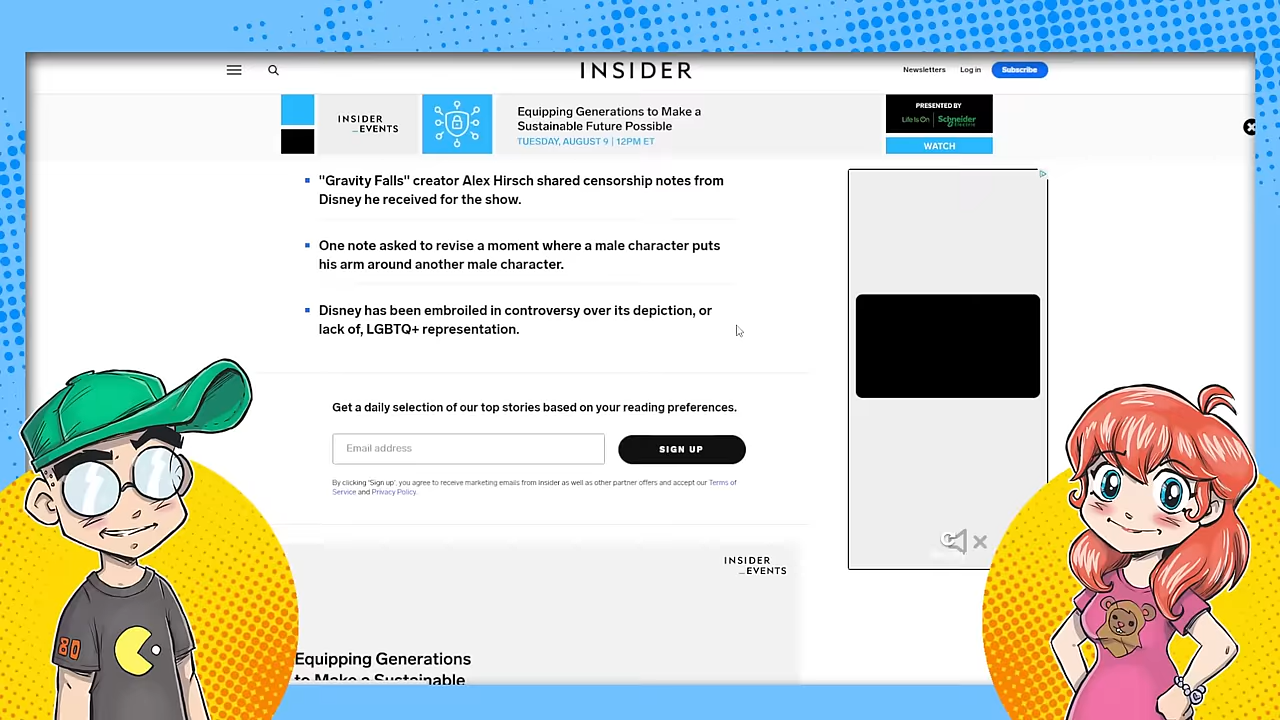 INSIDER
Newsletters
Log in
Subscribe
INSIDER
EVENTS
Equipping Generations to Make a
Sustainable Future Possible
TUESDAY, AUGUST 9 | 12PM ET
PRESENTED BY
Life Is On | Schneider
Electric
WATCH
"Gravity Falls" creator Alex Hirsch shared censorship notes from
Disney he received for the show.
One note asked to revise a moment where a male character puts
his arm around another male character.
Disney has been embroiled in controversy over its depiction, or
lack of, LGBTQ+ representation.
Get a daily selection of our top stories based on your reading preferences.
Email address
SIGN UP
By clicking 'Sign up', you agree to receive marketing emails from Insider as well as other partner offers and accept our Terms of
Service and Privacy Policy.
INSIDER
EVENTS
Equipping Generations
to Make a Sustainable
80